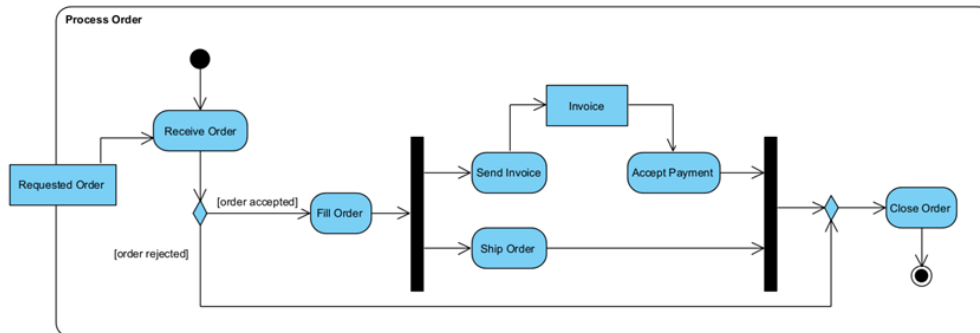 Process Order
Receive Order
Invoice
Requested Order
Send Invoice
Accept Payment
[order accepted]
Fill Order
Close Order
[order rejected]
Ship Order